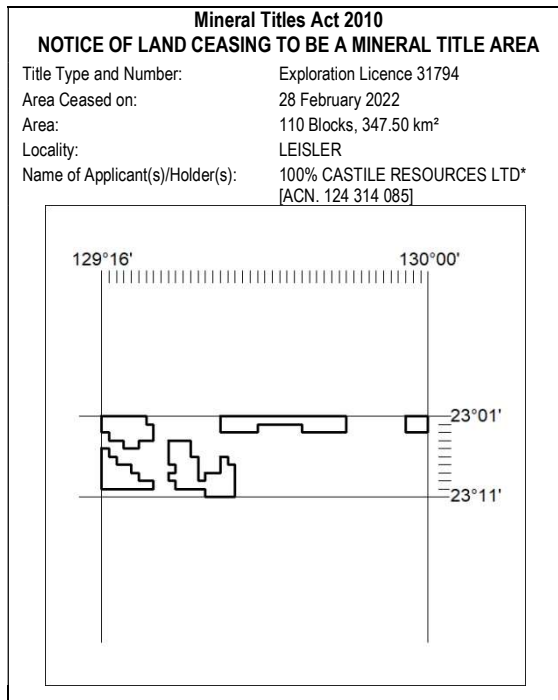 Mineral Titles Act 2010
NOTICE OF LAND CEASING TO BE A MINERAL TITLE AREA
Title Type and Number: Exploration Licence 31794
Area Ceased on: 28 February 2022
Area: 110 Blocks, 347.50 km²
Locality: LEISLER
Name of Applicant(s)/Holder(s): 100% CASTILE RESOURCES LTD*
[ACN. 124 314 085]
129°16' 130°00'
23°01'
23°11'